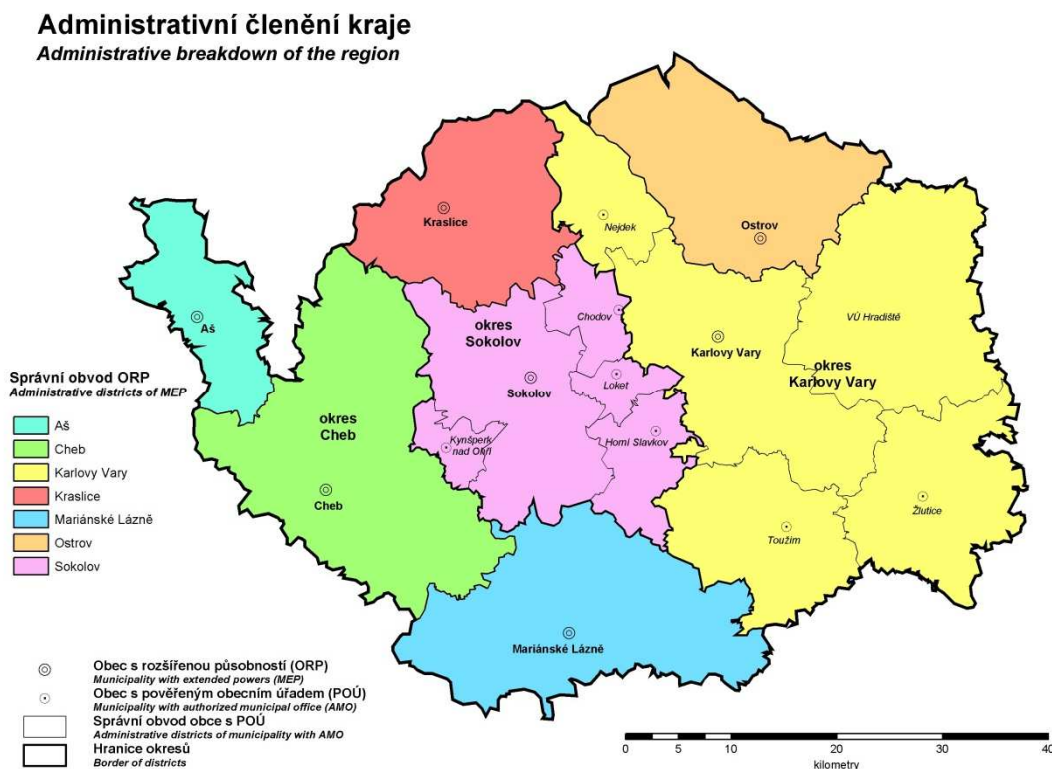 Administrativní členění kraje
Administrative breakdown of the region
Kraslice
Nejdek
Ostrov
Aš
Chodov
VÚ Hradiště
okres
Sokolov
Karlovy Vary
okres
Karlovy Vary
Loket
Sokolov
Správní obvod ORP
Administrative districts of MEP
Aš
Cheb
Karlovy Vary
Kraslice
Mariánské Lázně
Ostrov
Sokolov
okres
Cheb
Kynšperk
nad Ohří
Horní Slavkov
Cheb
Žlutice
Toužim
Mariánské Lázně
Obec s rozšířenou působností (ORP)
Municipality with extended powers (MEP)
Obec s pověřeným obecním úřadem (POÚ)
Municipality with authorized municipal office (AMO)
Správní obvod obce s POÚ
Administrative districts of municipality with AMO
Hranice okresů
Border of districts
0 5 10 20 30 40
kilometry